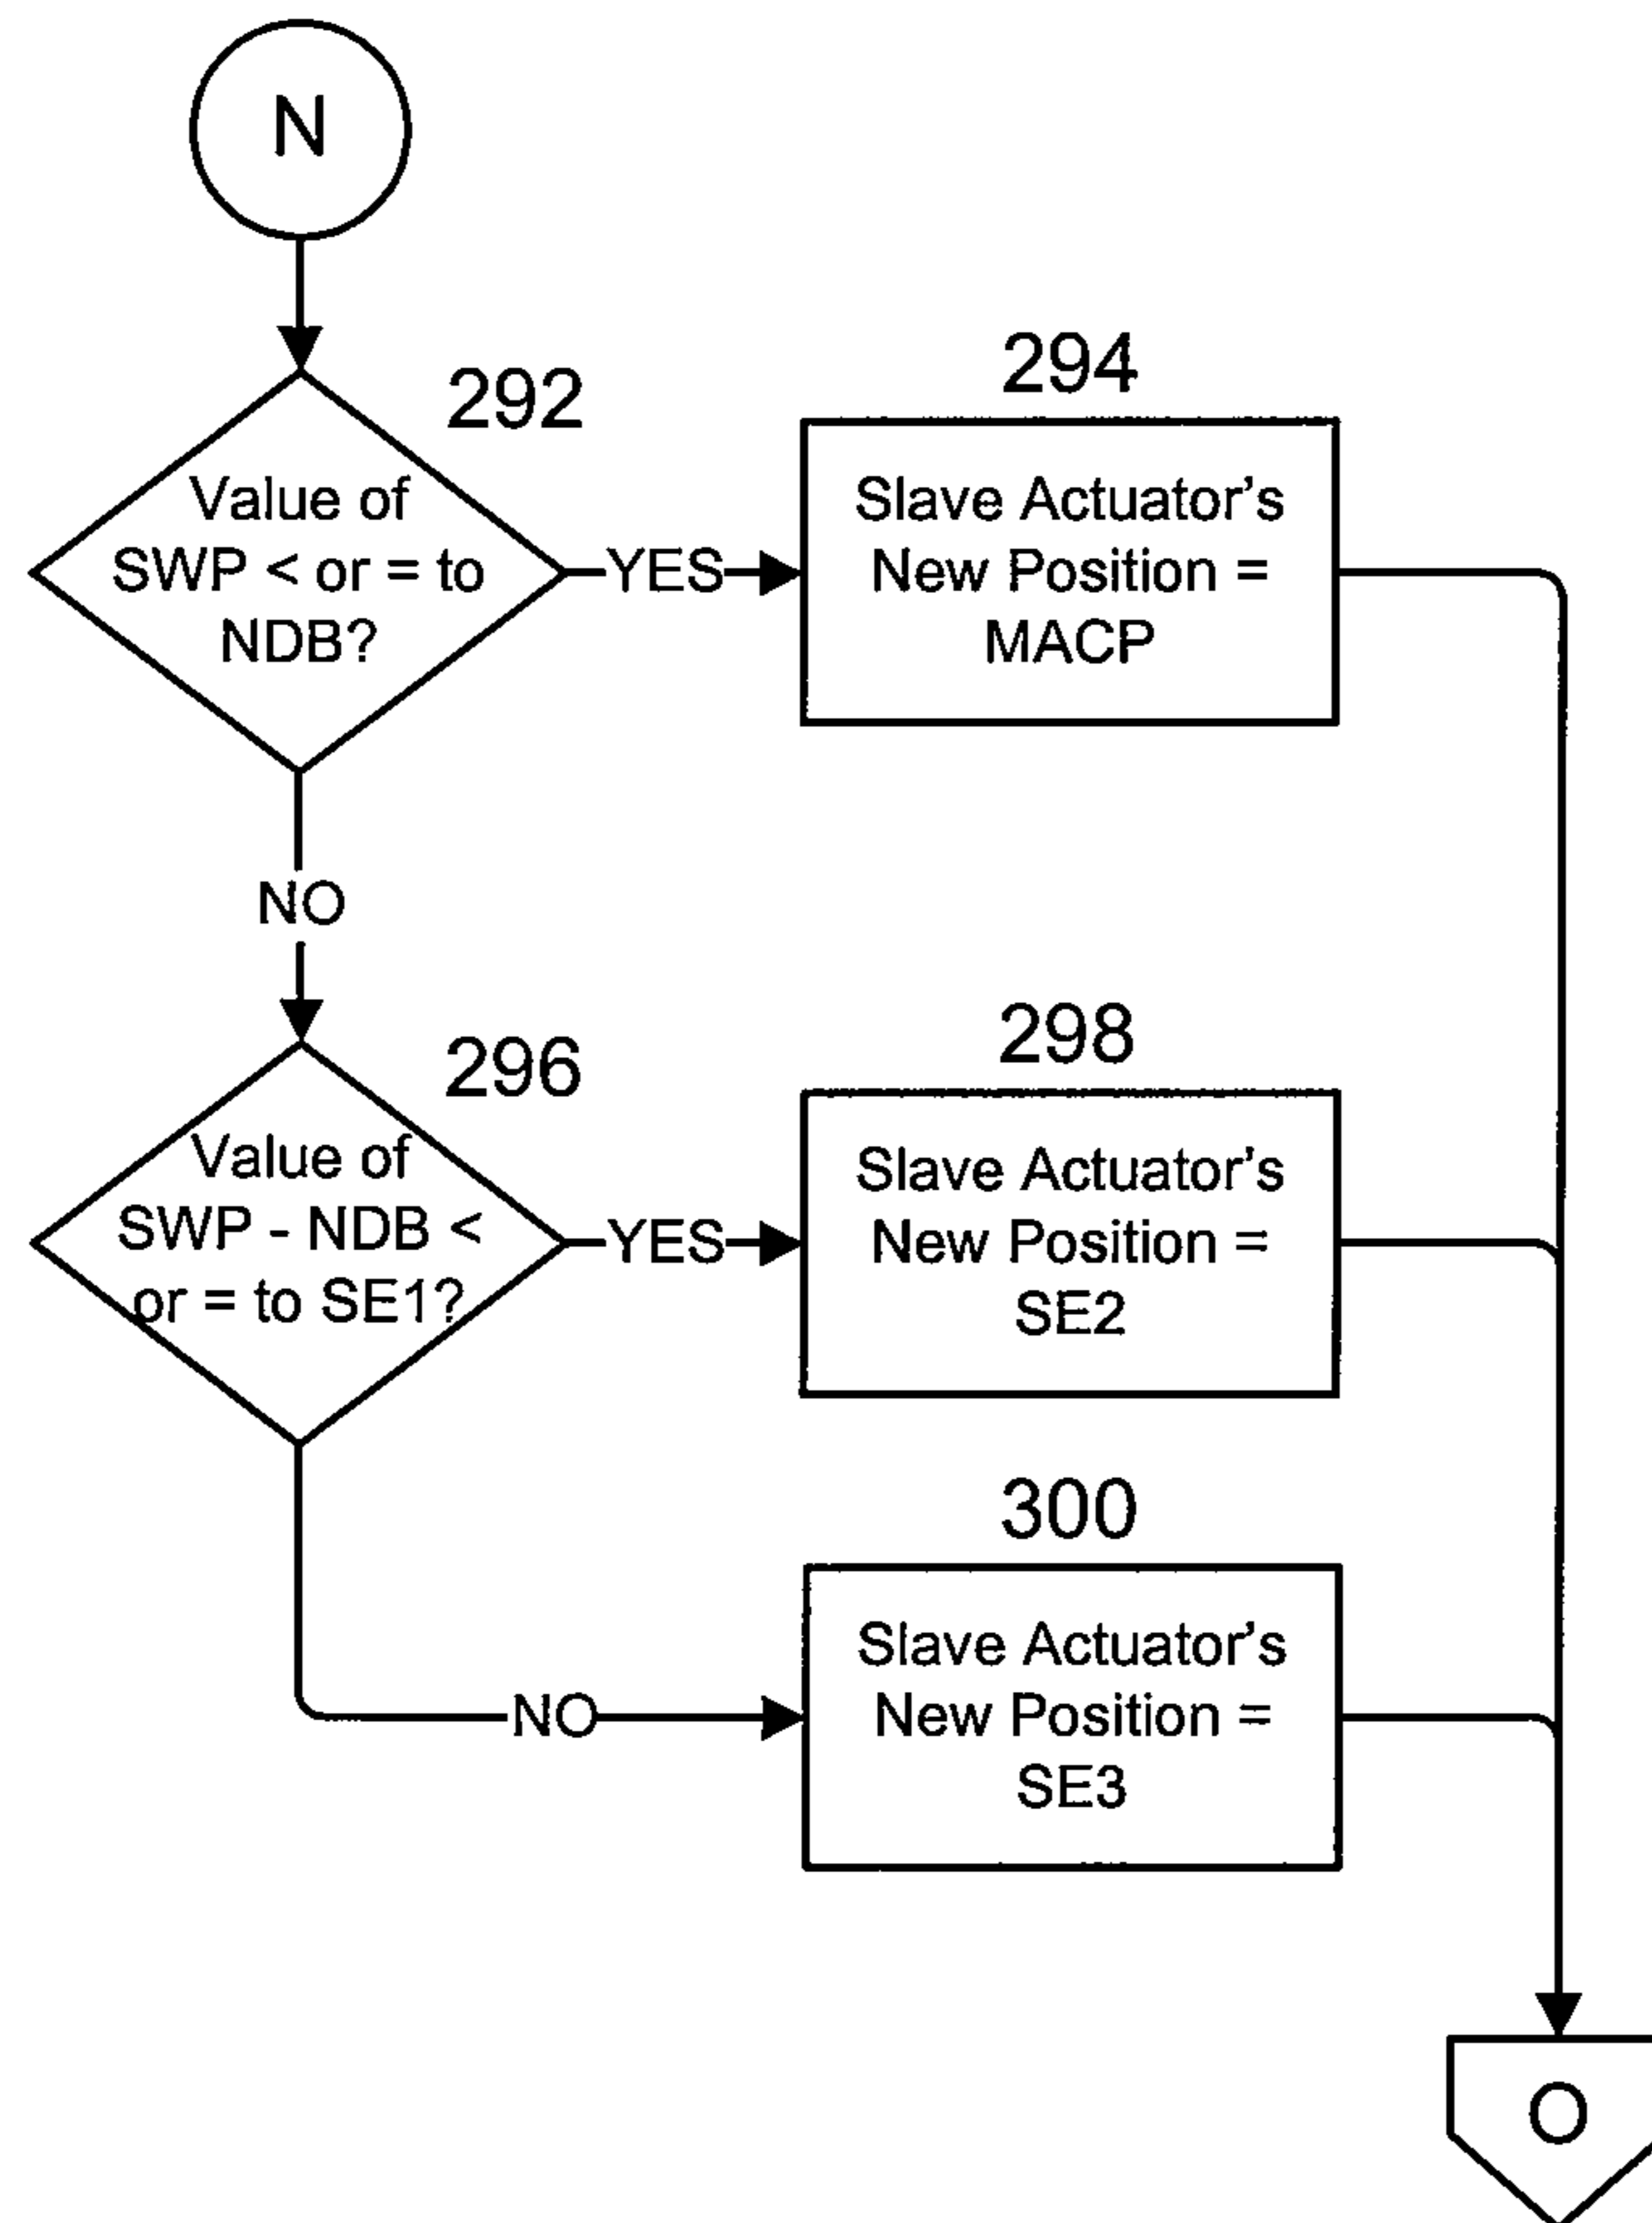 N
292
Value of
SWP < or = to
NDB?
YES
294
Slave Actuator's
New Position =
MACP
NO
296
Value of
SWP - NDB <
or = to SE1?
YES
298
Slave Actuator's
New Position =
SE2
NO
300
Slave Actuator's
New Position =
SE3
O